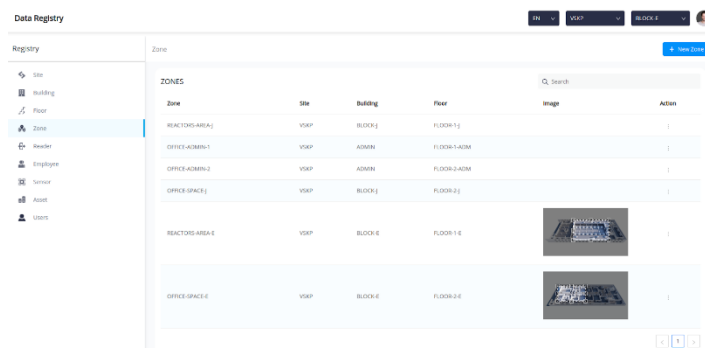 Data Registry
EN
VSKP
BLOCK-E
Registry
Zone
+ New Zone
Site
Building
Floor
Zone
Reader
Employee
Sensor
Asset
Users
ZONES
Search
Zone Site Building Floor Image Action
REACTORS-AREA-J VSKP BLOCK-J FLOOR-1-J
OFFICE-ADMIN-1 VSKP ADMIN FLOOR-1-ADM
OFFICE-ADMIN-2 VSKP ADMIN FLOOR-2-ADM
OFFICE-SPACE-J VSKP BLOCK-J FLOOR-2-J
REACTORS-AREA-E VSKP BLOCK-E FLOOR-1-E
OFFICE-SPACE-E VSKP BLOCK-E FLOOR-2-E
< 1 >